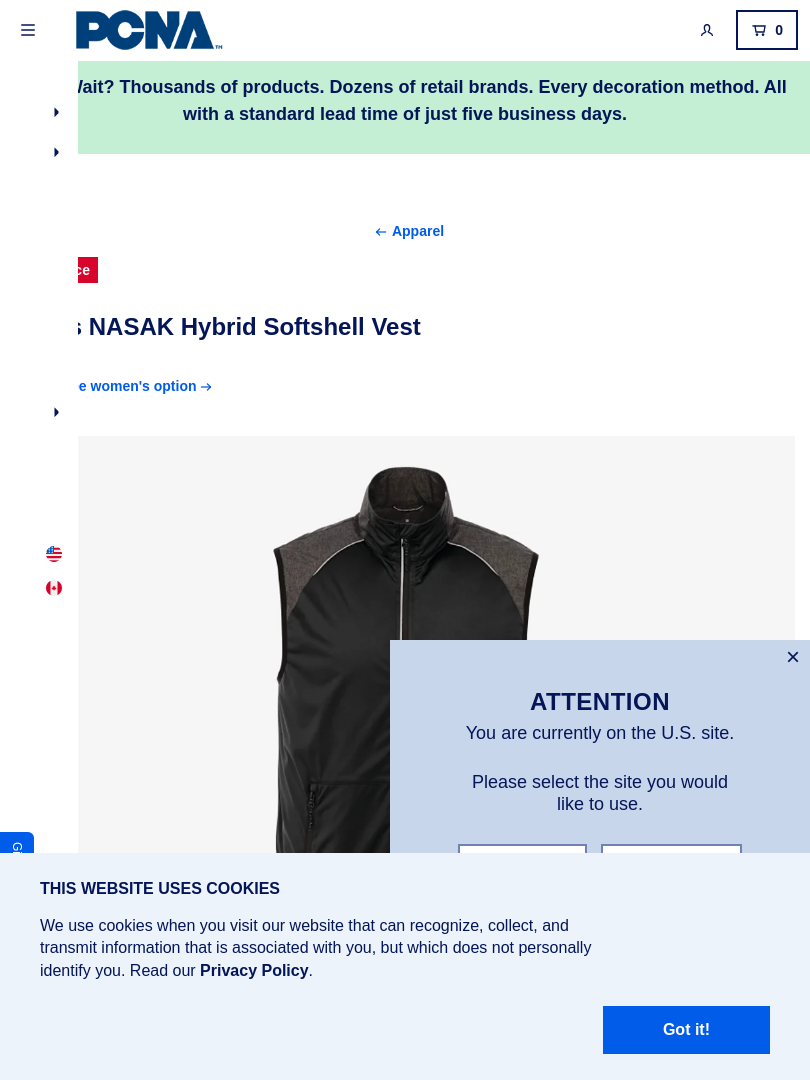 PCNA
0
Wait? Thousands of products. Dozens of retail brands. Every decoration method. All
with a standard lead time of just five business days.
← Apparel
NASAK Hybrid Softshell Vest
women's option →
ATTENTION
You are currently on the U.S. site.
Please select the site you would
like to use.
THIS WEBSITE USES COOKIES
We use cookies when you visit our website that can recognize, collect, and
transmit information that is associated with you, but which does not personally
identify you. Read our Privacy Policy.
Got it!